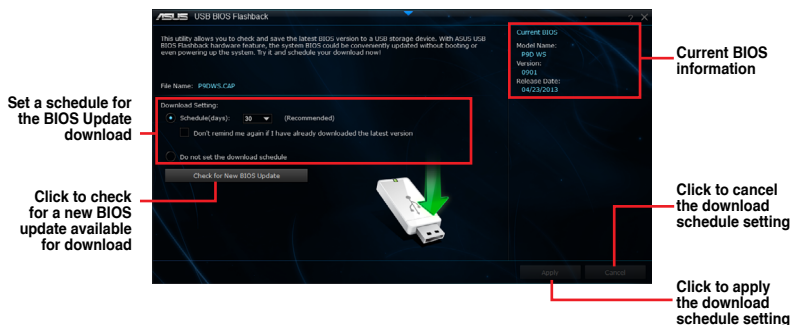 ASUS USB BIOS Flashback
? X
This utility allows you to check and save the latest BIOS version to a USB storage device. With ASUS USB
BIOS Flashback hardware feature, the system BIOS could be conveniently updated without booting or
even powering up the system. Try it and schedule your download now!
File Name: P9DWS.CAP
Download Setting:
Schedule(days): 30 (Recommended)
Don't remind me again if I have already downloaded the latest version
Do not set the download schedule
Check for New BIOS Update
Current BIOS
Model Name:
P9D WS
Version:
0901
Release Date:
04/23/2013
Apply
Cancel
Set a schedule for
the BIOS Update
download
Click to check
for a new BIOS
update available
for download
Current BIOS
information
Click to cancel
the download
schedule setting
Click to apply
the download
schedule setting